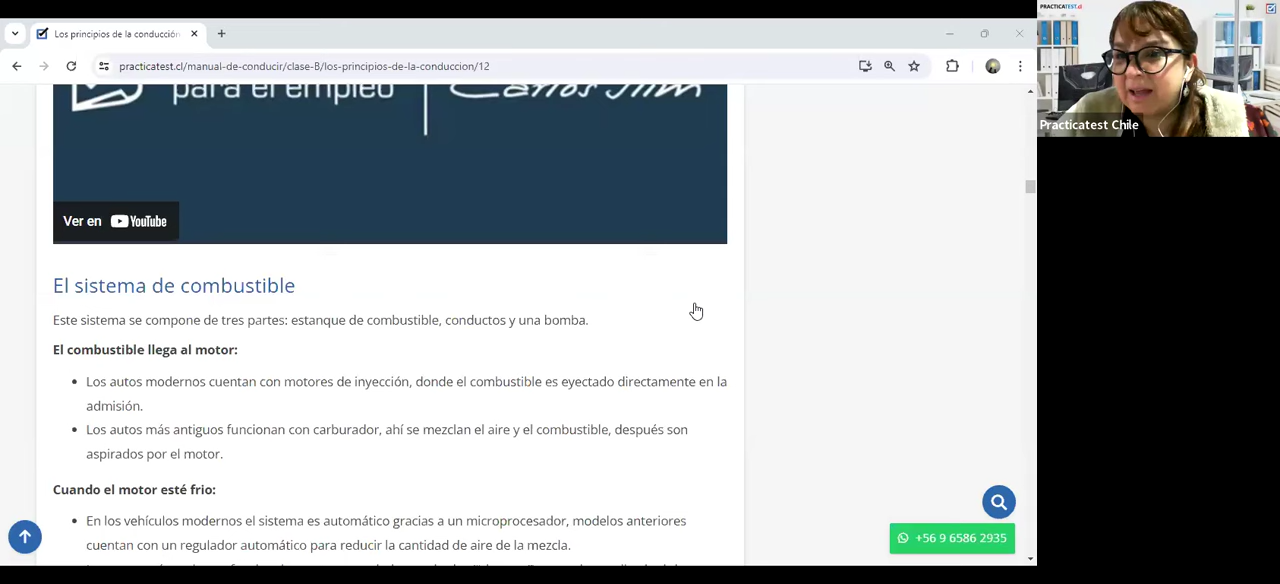 Los principios de la conducción
practicatest.cl/manual-de-conducir/clase-B/los-principios-de-la-conduccion/12
PRACTICATEST.cl
Practicatest Chile
para el empleo
Carlos Slim
Ver en YouTube
El sistema de combustible
Este sistema se compone de tres partes: estanque de combustible, conductos y una bomba.
El combustible llega al motor:
• Los autos modernos cuentan con motores de inyección, donde el combustible es eyectado directamente en la
admisión.
• Los autos más antiguos funcionan con carburador, ahí se mezclan el aire y el combustible, después son
aspirados por el motor.
Cuando el motor esté frio:
• En los vehículos modernos el sistema es automático gracias a un microprocesador, modelos anteriores
cuentan con un regulador automático para reducir la cantidad de aire de la mezcla.
+56 9 6586 2935